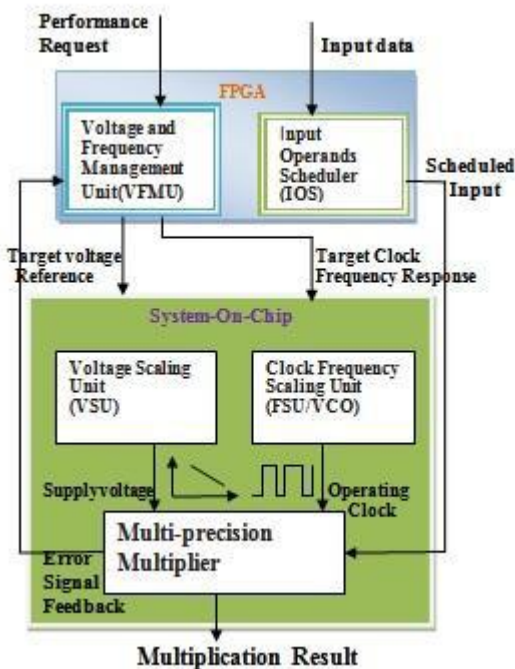 Performance
Request
Input data
FPGA
Voltage and
Frequency
Management
Unit(VFMU)
Input
Operands
Scheduler
(IOS)
Scheduled
Input
Target voltage
Reference
Target Clock
Frequency Response
System-On-Chip
Voltage Scaling
Unit
(VSU)
Clock Frequency
Scaling Unit
(FSU/VCO)
Supplyvoltage
Operating
Clock
Multi-precision
Multiplier
Error
Signal
Feedback
Multiplication Result